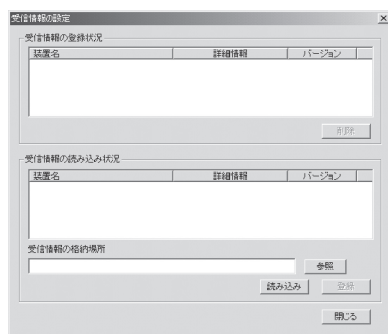 受信情報の設定
受信情報の登録状況
装置名 詳細情報 バージョン
削除
受信情報の読み込み状況
装置名 詳細情報 バージョン
受信情報の格納場所
参照
読み込み 登録
閉じる